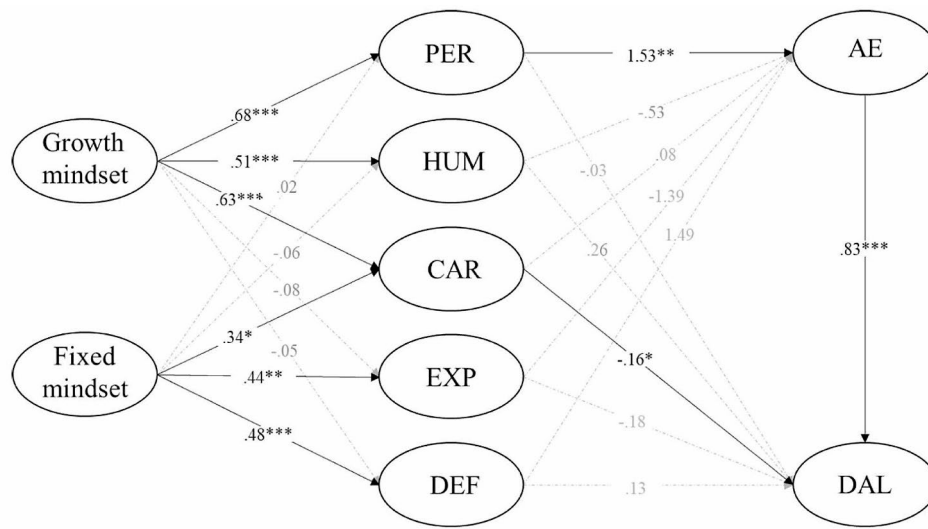 PER
1.53**
AE
.68***
-.53
Growth
mindset
.51***
HUM
.02
.08
-.03
.63***
-1.39
1.49
-.06
.26
CAR
.83***
-.08
.34*
-.05
-.16*
Fixed
mindset
.44**
EXP
-.18
.48***
DEF
.13
DAL